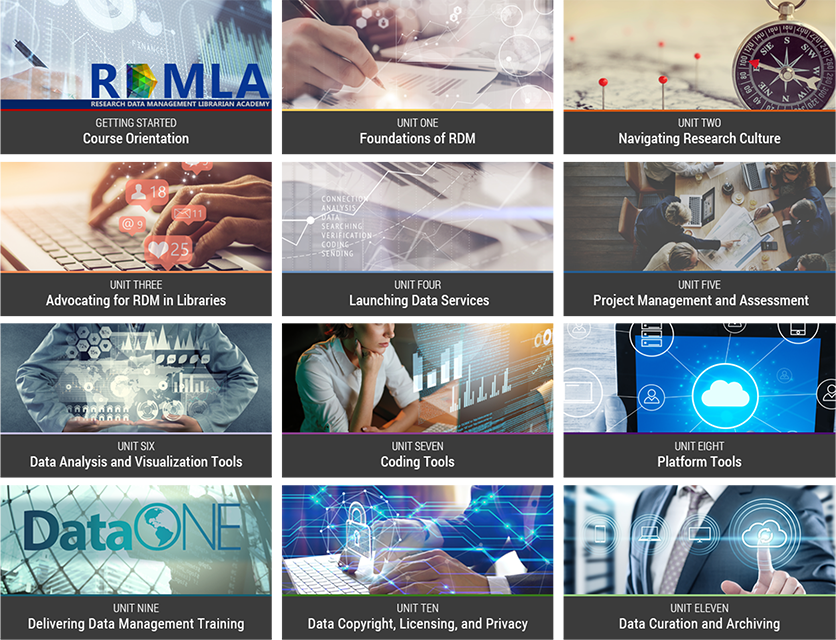 FINANCE
RDMLA
RESEARCH DATA MANAGEMENT LIBRARIAN ACADEMY
GETTING STARTED
Course Orientation
UNIT ONE
Foundations of RDM
UNIT TWO
Navigating Research Culture
18
11
@ 9
25
UNIT THREE
Advocating for RDM in Libraries
CONNECTION
ANALYSIS
DATA
SEARCHING
VERIFICATION
CODING
SENDING
UNIT FOUR
Launching Data Services
UNIT FIVE
Project Management and Assessment
UNIT SIX
Data Analysis and Visualization Tools
UNIT SEVEN
Coding Tools
UNIT EIGHT
Platform Tools
DataONE
UNIT NINE
Delivering Data Management Training
UNIT TEN
Data Copyright, Licensing, and Privacy
UNIT ELEVEN
Data Curation and Archiving